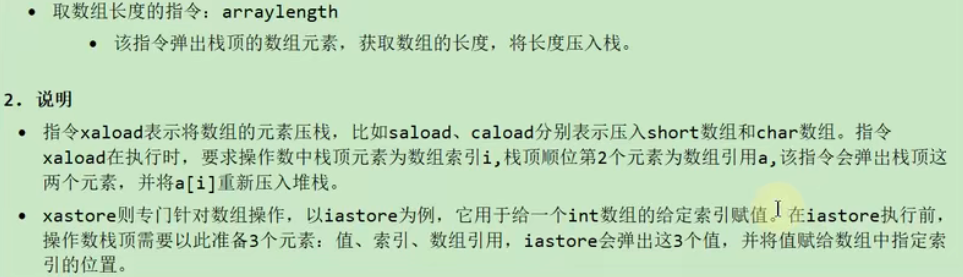 • 取数组长度的指令：arraylength
• 该指令弹出栈顶的数组元素，获取数组的长度，将长度压入栈。
2. 说明
• 指令xaload表示将数组的元素压栈，比如saload、caload分别表示压入short数组和char数组。指令
xaload在执行时，要求操作数中栈顶元素为数组索引i,栈顶顺位第2个元素为数组引用a,该指令会弹出栈顶这
两个元素，并将a[i]重新压入堆栈。
• xastore则专门针对数组操作，以iastore为例，它用于给一个int数组的给定索引赋值。在iastore执行前，
操作数栈顶需要以此准备3个元素：值、索引、数组引用，iastore会弹出这3个值，并将值赋给数组中指定索
引的位置。